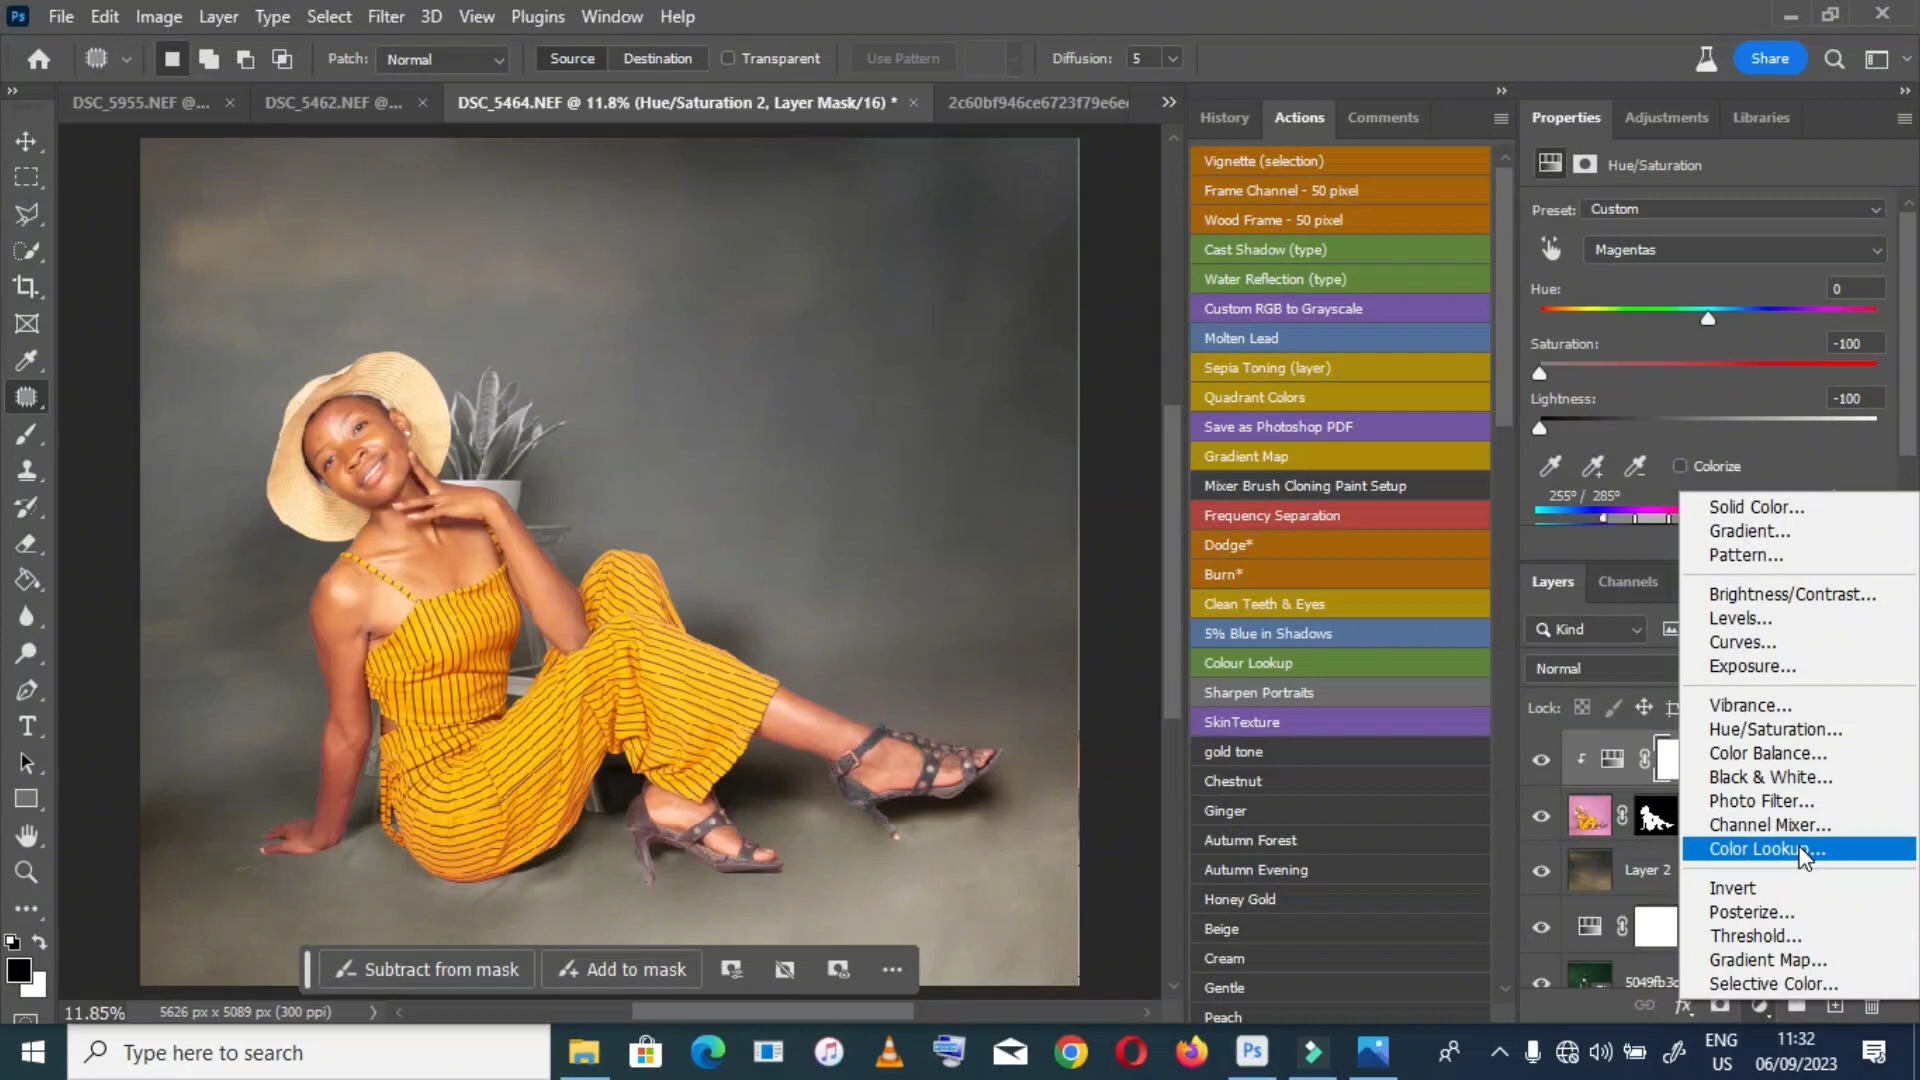 Ps File Edit Image Layer Type Select Filter 3D View Plugins Window Help
Patch: Normal Source Destination Transparent Use Pattern Diffusion: 5 Share
DSC_5955.NEF @... × DSC_5462.NEF @... × DSC_5464.NEF @ 11.8% (Hue/Saturation 2, Layer Mask/16) * × 2c60bf946ce6723f79e6e
History Actions Comments
Properties Adjustments Libraries
Vignette (selection)
Frame Channel - 50 pixel
Wood Frame - 50 pixel
Cast Shadow (type)
Water Reflection (type)
Custom RGB to Grayscale
Molten Lead
Sepia Toning (layer)
Quadrant Colors
Save as Photoshop PDF
Gradient Map
Mixer Brush Cloning Paint Setup
Frequency Separation
Dodge*
Burn*
Clean Teeth & Eyes
5% Blue in Shadows
Colour Lookup
Sharpen Portraits
SkinTexture
gold tone
Chestnut
Ginger
Autumn Forest
Autumn Evening
Honey Gold
Beige
Cream
Gentle
Peach
Hue/Saturation
Preset: Custom
Magentas
Hue: 0
Saturation: -100
Lightness: -100
Colorize
255° / 285°
Layers Channels
Kind
Normal
Lock:
Layer 2
5049fb3c
Solid Color...
Gradient...
Pattern...
Brightness/Contrast...
Levels...
Curves...
Exposure...
Vibrance...
Hue/Saturation...
Color Balance...
Black & White...
Photo Filter...
Channel Mixer...
Color Lookup...
Invert
Posterize...
Threshold...
Gradient Map...
Selective Color...
Subtract from mask Add to mask
11.85% 5626 px x 5089 px (300 ppi)
Type here to search
Ps
ENG
US
11:32
06/09/2023